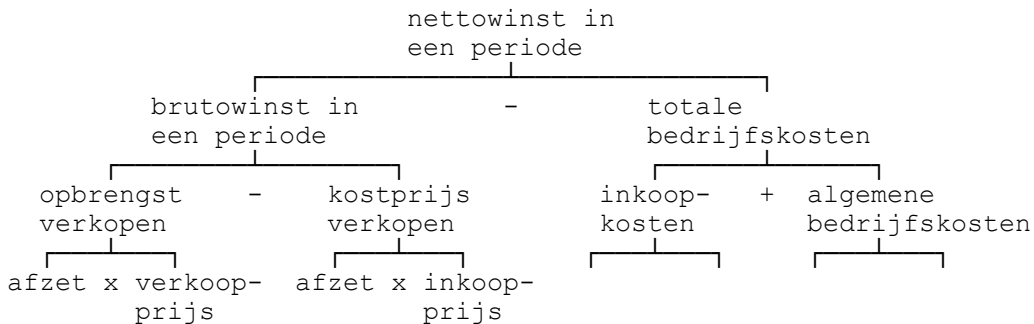 nettowinst in
een periode
brutowinst in - totale
een periode bedrijfskosten
opbrengst - kostprijs inkoop- + algemene
verkopen verkopen kosten bedrijfskosten
afzet x verkoop- afzet x inkoop-
prijs prijs